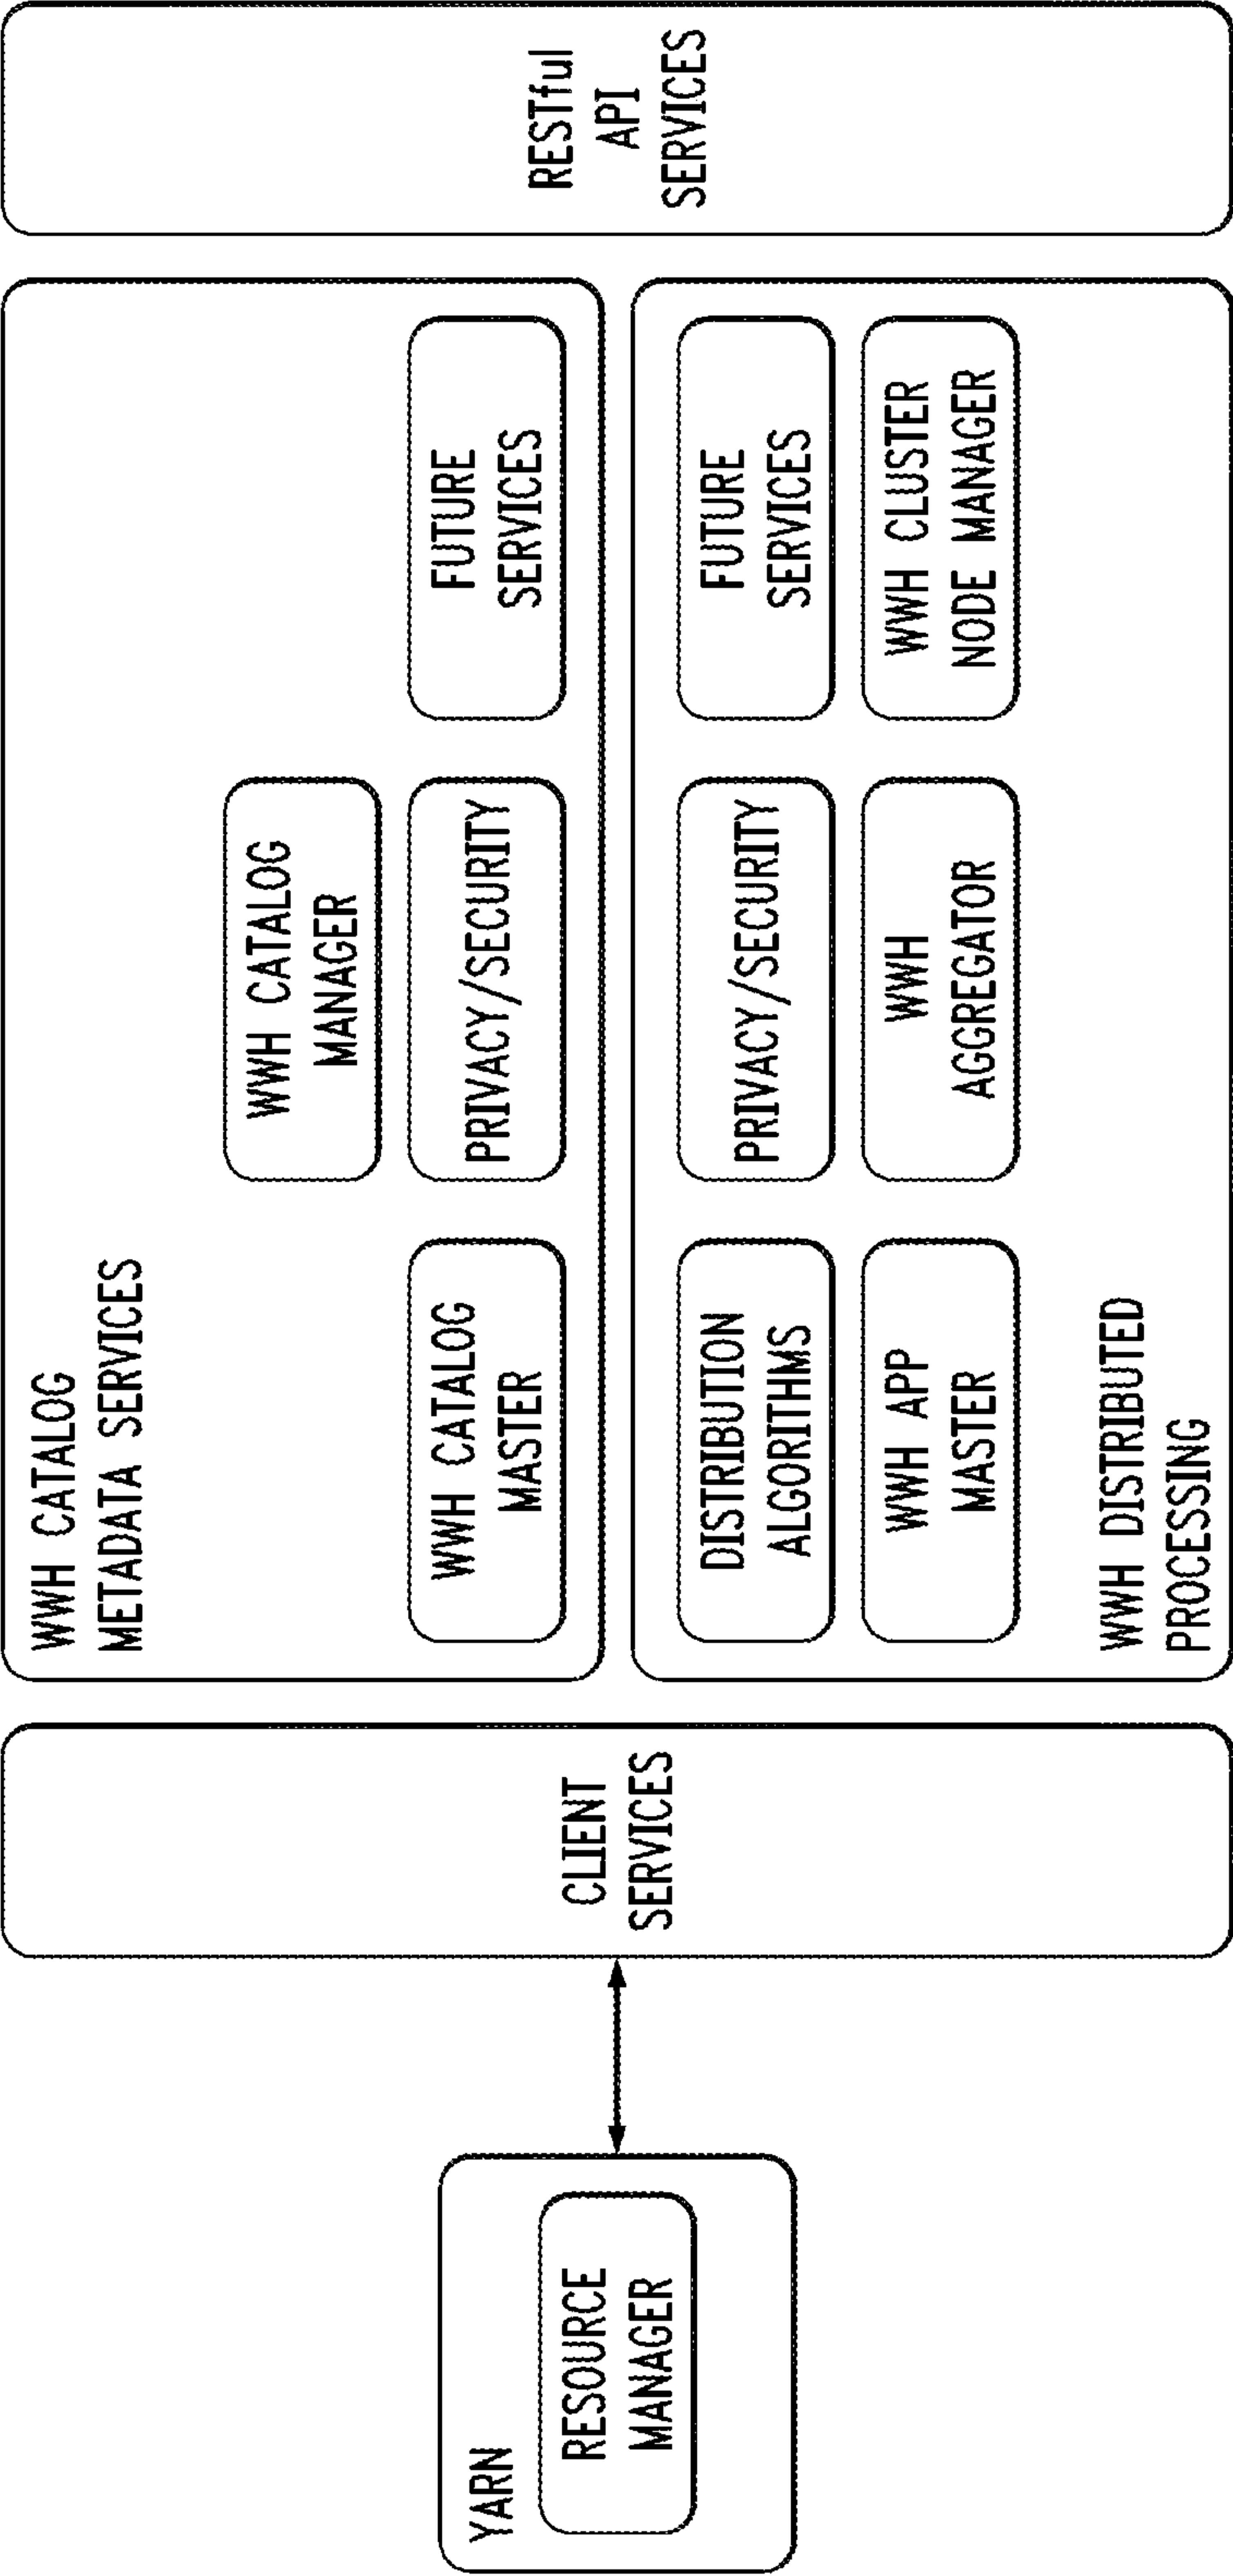 YARN
RESOURCE
MANAGER
CLIENT
SERVICES
WWH CATALOG
METADATA SERVICES
WWH CATALOG
MANAGER
WWH CATALOG
MASTER
PRIVACY/SECURITY
FUTURE
SERVICES
DISTRIBUTION
ALGORITHMS
PRIVACY/SECURITY
FUTURE
SERVICES
WWH APP
MASTER
WWH
AGGREGATOR
WWH CLUSTER
NODE MANAGER
WWH DISTRIBUTED
PROCESSING
RESTful
API
SERVICES